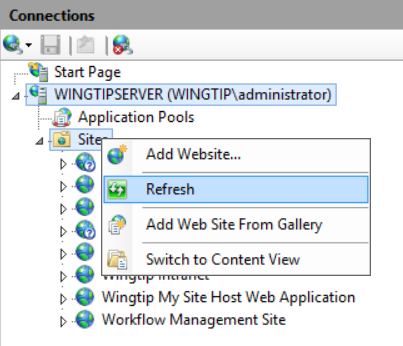 Connections
Start Page
WINGTIPSERVER (WINGTIP\administrator)
Application Pools
Sites
Add Website...
Refresh
Add Web Site From Gallery
Switch to Content View
Wingtip Intranet
Wingtip My Site Host Web Application
Workflow Management Site